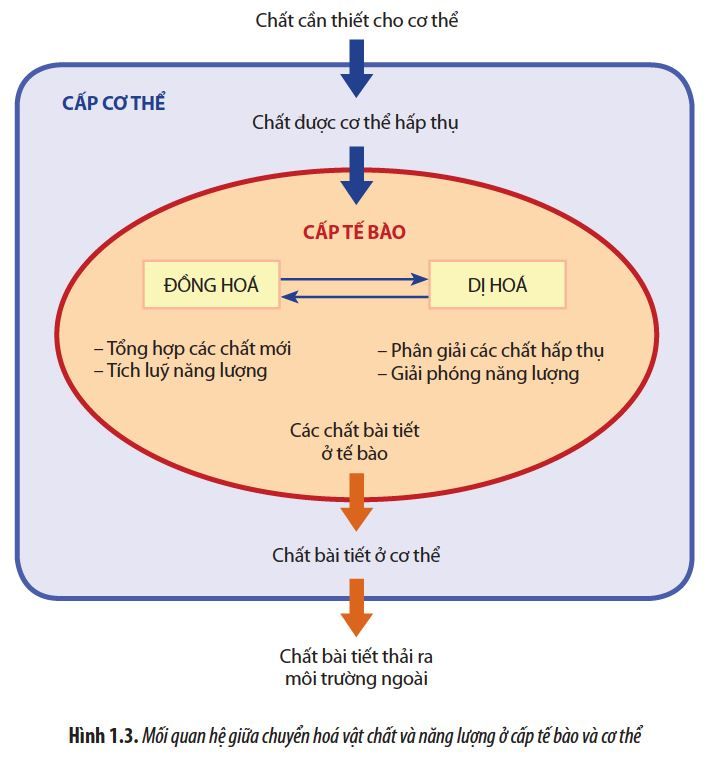 Chất cần thiết cho cơ thể
CẤP CƠ THỂ
Chất được cơ thể hấp thụ
CẤP TẾ BÀO
ĐỒNG HOÁ
DỊ HOÁ
– Tổng hợp các chất mới
– Tích luỹ năng lượng
– Phân giải các chất hấp thụ
– Giải phóng năng lượng
Các chất bài tiết
ở tế bào
Chất bài tiết ở cơ thể
Chất bài tiết thải ra
môi trường ngoài
Hình 1.3. Mối quan hệ giữa chuyển hoá vật chất và năng lượng ở cấp tế bào và cơ thể